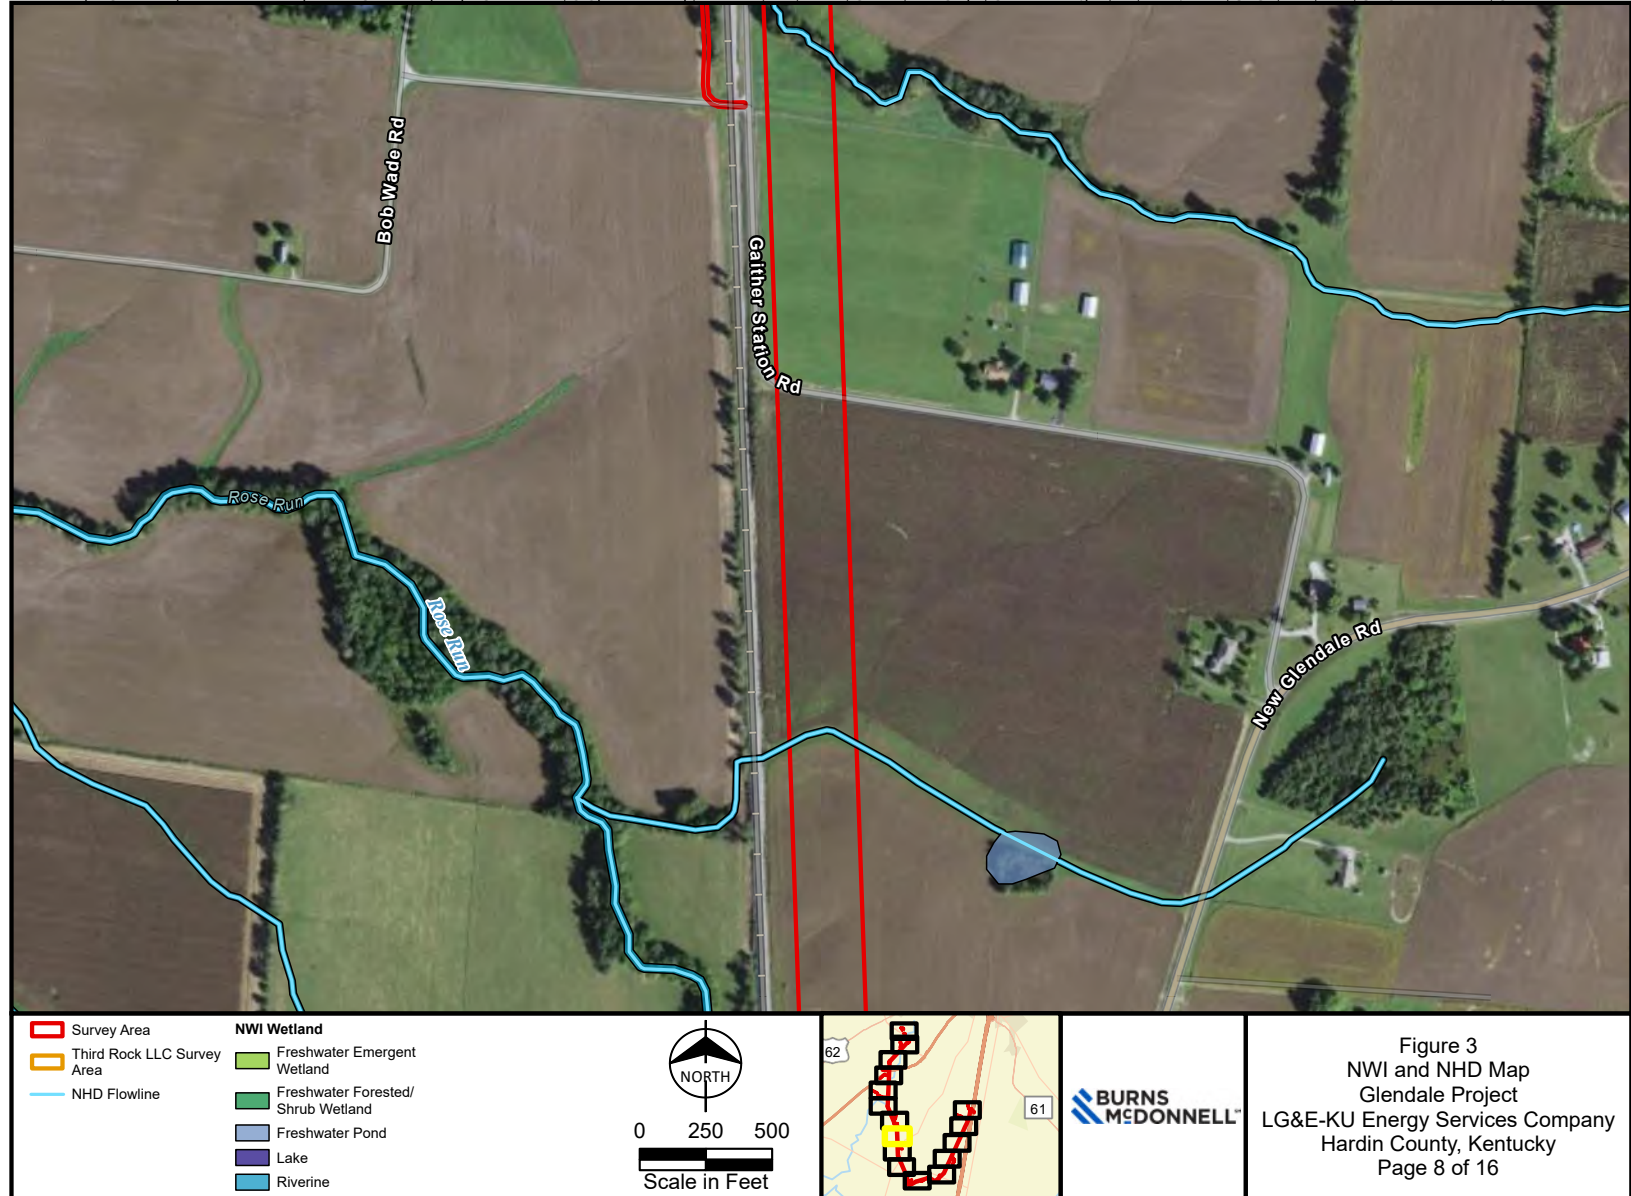 Bob Wade Rd
Gaither Station Rd
Rose Run
Rose Run
New Glendale Rd
Survey Area
Third Rock LLC Survey
Area
NHD Flowline
NWI Wetland
Freshwater Emergent
Wetland
Freshwater Forested/
Shrub Wetland
Freshwater Pond
Lake
Riverine
NORTH
0 250 500
Scale in Feet
62
61
BURNS
McDONNELL
Figure 3
NWI and NHD Map
Glendale Project
LG&E-KU Energy Services Company
Hardin County, Kentucky
Page 8 of 16